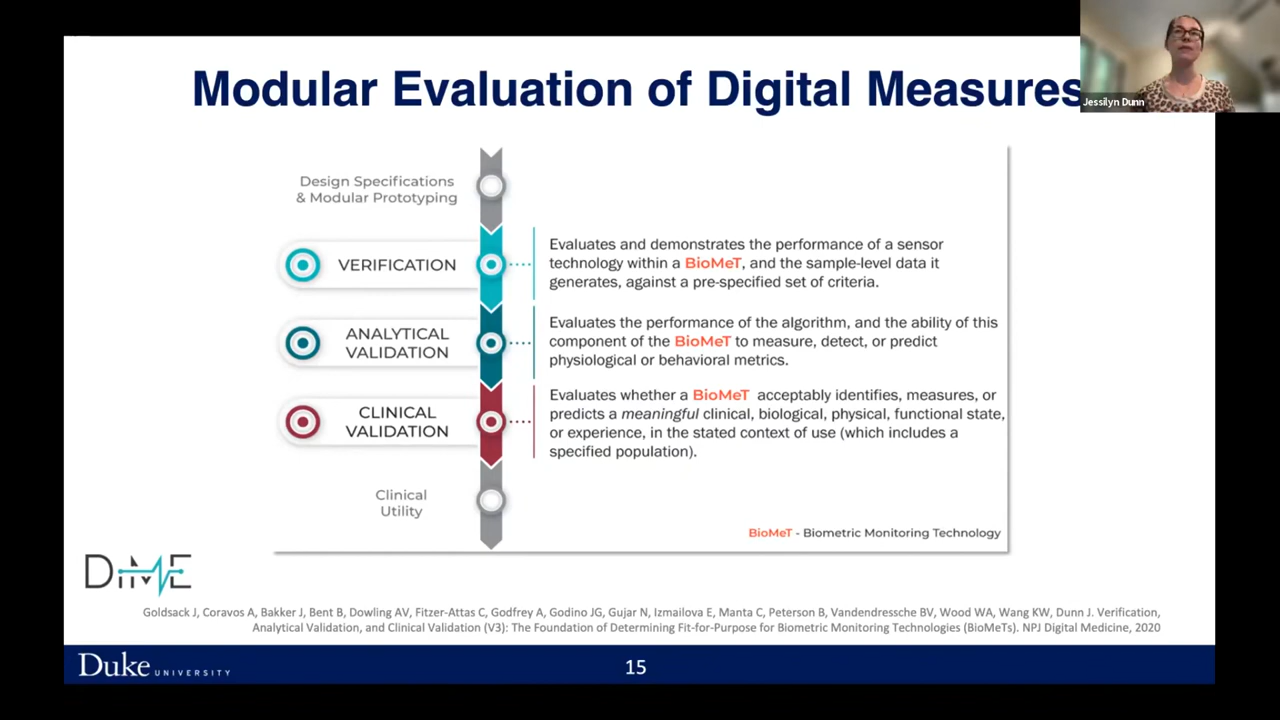 Modular Evaluation of Digital Measures
Jessilyn Dunn
Design Specifications
& Modular Prototyping
VERIFICATION
Evaluates and demonstrates the performance of a sensor
technology within a BioMeT, and the sample-level data it
generates, against a pre-specified set of criteria.
ANALYTICAL
VALIDATION
Evaluates the performance of the algorithm, and the ability of this
component of the BioMeT to measure, detect, or predict
physiological or behavioral metrics.
CLINICAL
VALIDATION
Evaluates whether a BioMeT acceptably identifies, measures, or
predicts a meaningful clinical, biological, physical, functional state,
or experience, in the stated context of use (which includes a
specified population).
Clinical
Utility
BioMeT - Biometric Monitoring Technology
DiME
Goldsack J, Coravos A, Bakker J, Bent B, Dowling AV, Fitzer-Attas C, Godfrey A, Godino JG, Gujar N, Izmailova E, Manta C, Peterson B, Vandendressche BV, Wood WA, Wang KW, Dunn J. Verification,
Analytical Validation, and Clinical Validation (V3): The Foundation of Determining Fit-for-Purpose for Biometric Monitoring Technologies (BioMeTs). NPJ Digital Medicine, 2020
Duke UNIVERSITY
15